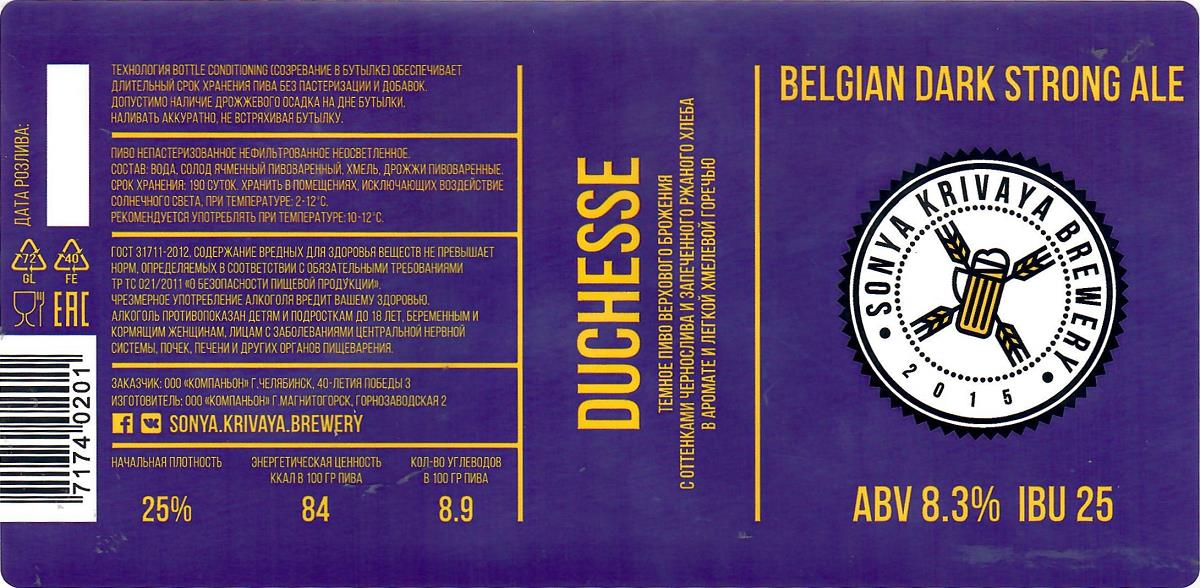 ДАТА РОЗЛИВА:
72
GL
40
FE
EAC
7174 0201
ТЕХНОЛОГИЯ BOTTLE CONDITIONING (СОЗРЕВАНИЕ В БУТЫЛКЕ) ОБЕСПЕЧИВАЕТ
ДЛИТЕЛЬНЫЙ СРОК ХРАНЕНИЯ ПИВА БЕЗ ПАСТЕРИЗАЦИИ И ДОБАВОК.
ДОПУСТИМО НАЛИЧИЕ ДРОЖЖЕВОГО ОСАДКА НА ДНЕ БУТЫЛКИ.
НАЛИВАТЬ АККУРАТНО, НЕ ВСТРЯХИВАЯ БУТЫЛКУ.
ПИВО НЕПАСТЕРИЗОВАННОЕ НЕФИЛЬТРОВАННОЕ НЕОСВЕТЛЕННОЕ.
СОСТАВ: ВОДА, СОЛОД ЯЧМЕННЫЙ ПИВОВАРЕННЫЙ, ХМЕЛЬ, ДРОЖЖИ ПИВОВАРЕННЫЕ.
СРОК ХРАНЕНИЯ: 190 СУТОК. ХРАНИТЬ В ПОМЕЩЕНИЯХ, ИСКЛЮЧАЮЩИХ ВОЗДЕЙСТВИЕ
СОЛНЕЧНОГО СВЕТА, ПРИ ТЕМПЕРАТУРЕ: 2-12°С.
РЕКОМЕНДУЕТСЯ УПОТРЕБЛЯТЬ ПРИ ТЕМПЕРАТУРЕ:10-12°С.
ГОСТ 31711-2012. СОДЕРЖАНИЕ ВРЕДНЫХ ДЛЯ ЗДОРОВЬЯ ВЕЩЕСТВ НЕ ПРЕВЫШАЕТ
НОРМ, ОПРЕДЕЛЯЕМЫХ В СООТВЕТСТВИИ С ОБЯЗАТЕЛЬНЫМИ ТРЕБОВАНИЯМИ
ТР ТС 021/2011 «О БЕЗОПАСНОСТИ ПИЩЕВОЙ ПРОДУКЦИИ».
ЧРЕЗМЕРНОЕ УПОТРЕБЛЕНИЕ АЛКОГОЛЯ ВРЕДИТ ВАШЕМУ ЗДОРОВЬЮ.
АЛКОГОЛЬ ПРОТИВОПОКАЗАН ДЕТЯМ И ПОДРОСТКАМ ДО 18 ЛЕТ, БЕРЕМЕННЫМ И
КОРМЯЩИМ ЖЕНЩИНАМ, ЛИЦАМ С ЗАБОЛЕВАНИЯМИ ЦЕНТРАЛЬНОЙ НЕРВНОЙ
СИСТЕМЫ, ПОЧЕК, ПЕЧЕНИ И ДРУГИХ ОРГАНОВ ПИЩЕВАРЕНИЯ.
ЗАКАЗЧИК: ООО «КОМПАНЬОН» Г.ЧЕЛЯБИНСК, 40-ЛЕТИЯ ПОБЕДЫ 3
ИЗГОТОВИТЕЛЬ: ООО «КОМПАНЬОН» Г.МАГНИТОГОРСК, ГОРНОЗАВОДСКАЯ 2
SONYA.KRIVAYA.BREWERY
НАЧАЛЬНАЯ ПЛОТНОСТЬ
25%
ЭНЕРГЕТИЧЕСКАЯ ЦЕННОСТЬ
ККАЛ В 100 ГР ПИВА
84
КОЛ-ВО УГЛЕВОДОВ
В 100 ГР ПИВА
8.9
DUCHESSE
ТЕМНОЕ ПИВО ВЕРХОВОГО БРОЖЕНИЯ
С ОТТЕНКАМИ ЧЕРНОСЛИВА И ЗАПЕЧЕННОГО РЖАНОГО ХЛЕБА
В АРОМАТЕ И ЛЕГКОЙ ХМЕЛЕВОЙ ГОРЕЧЬЮ
BELGIAN DARK STRONG ALE
SONYA KRIVAYA BREWERY
2015
ABV 8.3% IBU 25